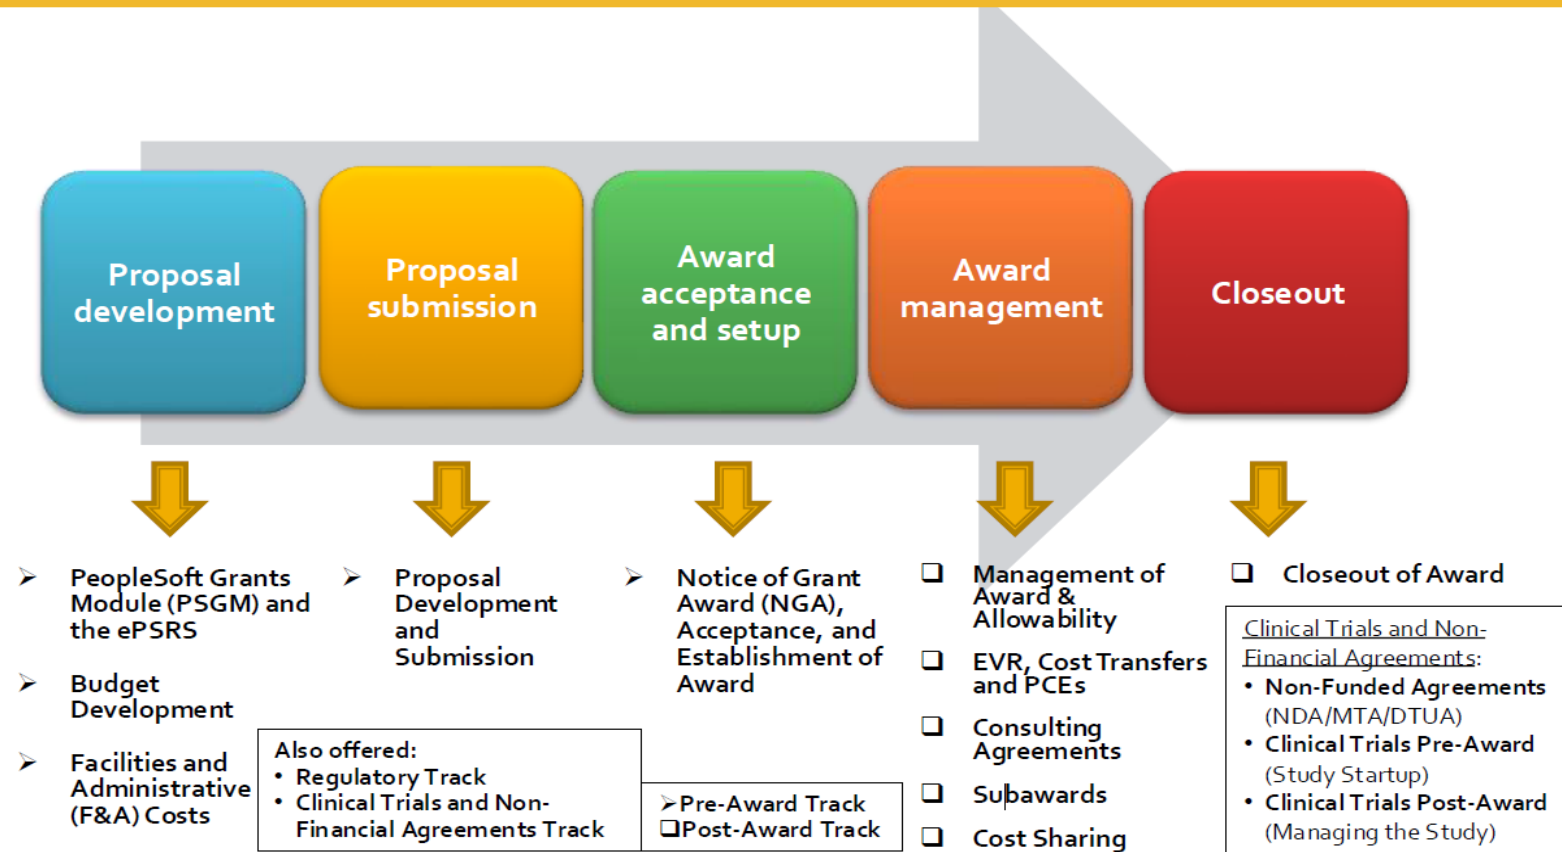 Proposal
development
Proposal
submission
Award
acceptance
and setup
Award
management
Closeout
➢ PeopleSoft Grants
Module (PSGM) and
the ePSRS
➢ Budget
Development
➢ Facilities and
Administrative
(F&A) Costs
➢ Proposal
Development
and
Submission
➢ Notice of Grant
Award (NGA),
Acceptance, and
Establishment of
Award
❑ Management of
Award &
Allowability
❑ EVR, Cost Transfers
and PCEs
❑ Consulting
Agreements
❑ Subawards
❑ Cost Sharing
❑ Closeout of Award
Also offered:
• Regulatory Track
• Clinical Trials and Non-
Financial Agreements Track
➢Pre-Award Track
❑Post-Award Track
Clinical Trials and Non-
Financial Agreements:
• Non-Funded Agreements
(NDA/MTA/DTUA)
• Clinical Trials Pre-Award
(Study Startup)
• Clinical Trials Post-Award
(Managing the Study)